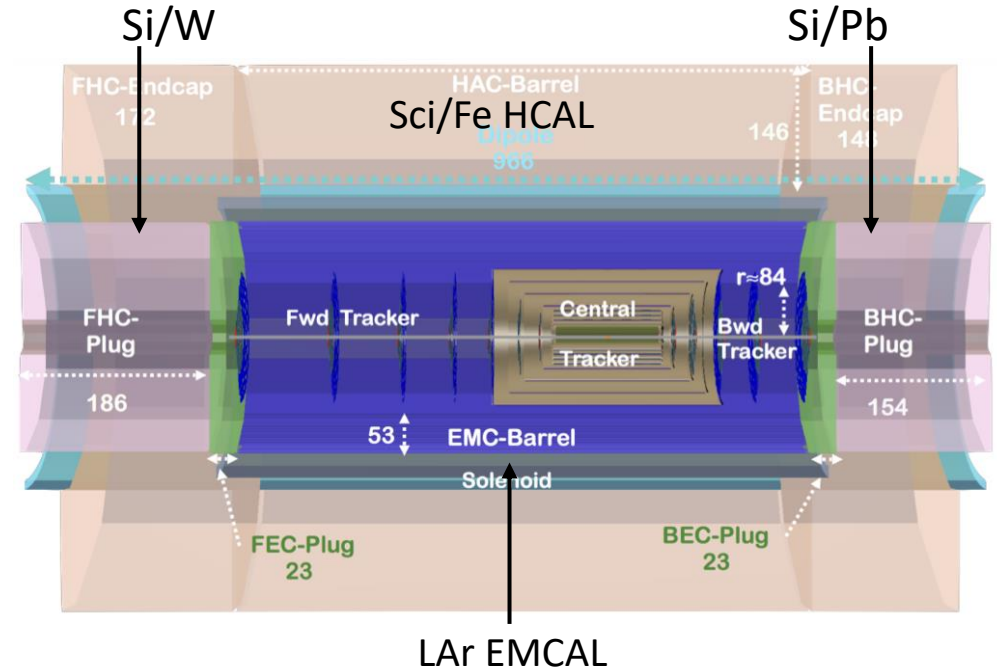 Si/W
Si/Pb
FHC-Endcap
172
HAC-Barrel
BHC-
Endcap
148
Sci/Fe HCAL
Dipole
966
146
r≈84
FHC-
Plug
Fwd Tracker
Central
Tracker
Bwd
Tracker
BHC-
Plug
186
53
EMC-Barrel
154
Solenoid
FEC-Plug
23
BEC-Plug
23
LAr EMCAL